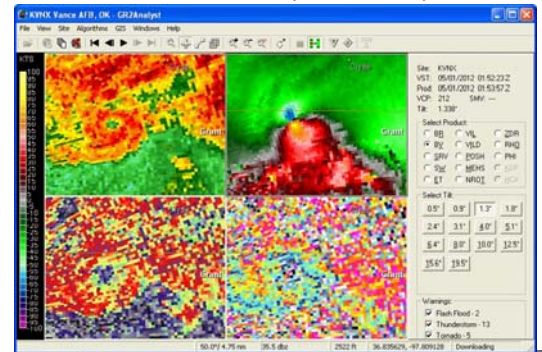 KVNX Vance AFB, OK - GR2Analyst
File View Site Algorithms GIS Windows Help
KTS
100
Grant
Grant
Grant
Grant
Site: KVNX
VST: 05/01/2012 01:52:23 Z
Prod: 05/01/2012 01:53:57 Z
VCP: 212 SMV: ---
Tilt: 1.338°
Select Product:
BR VIL ZDR
BV VILD RHO
SRV POSH PHI
SW MEHS
ET NROT
Select Tilt:
0.5° 0.9° 1.3° 1.8°
2.4° 3.1° 4.0° 5.1°
6.4° 8.0° 10.0° 12.5°
15.6° 19.5°
Warnings:
Flash Flood - 2
Thunderstorm - 13
Tornado - 5
50.0°/ 4.75 nm 35.5 dbz 2522 ft 36.835629, -97.809128 Downloading